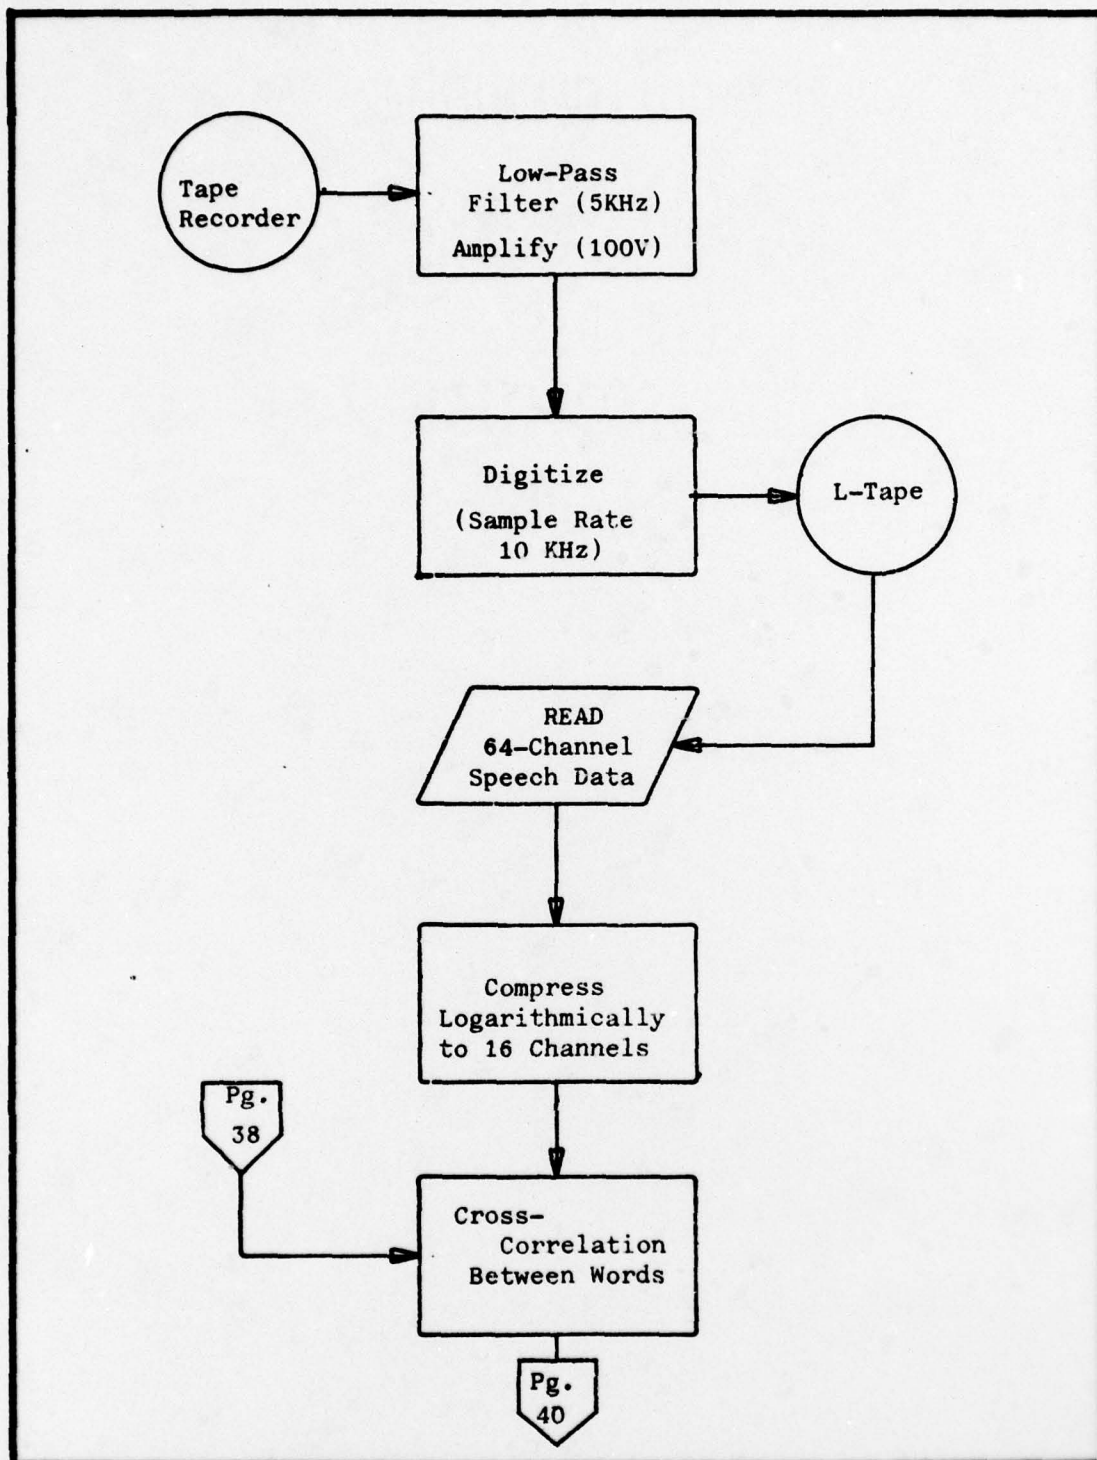 Tape
Recorder
Low-Pass
Filter (5KHz)
Amplify (100V)
Digitize
(Sample Rate
10 KHz)
L-Tape
READ
64-Channel
Speech Data
Compress
Logarithmically
to 16 Channels
Pg.
38
Cross-
Correlation
Between Words
Pg.
40